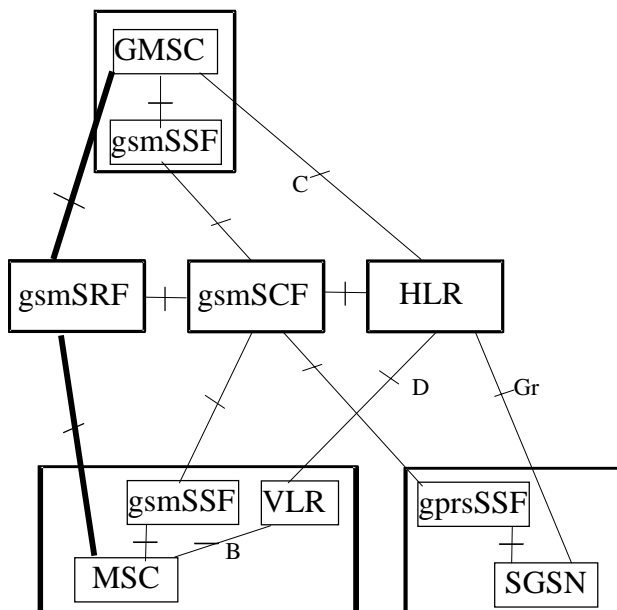 GMSC
gsmSSF
C
gsmSRF
gsmSCF
HLR
D
Gr
gsmSSF
VLR
gprsSSF
B
MSC
SGSN